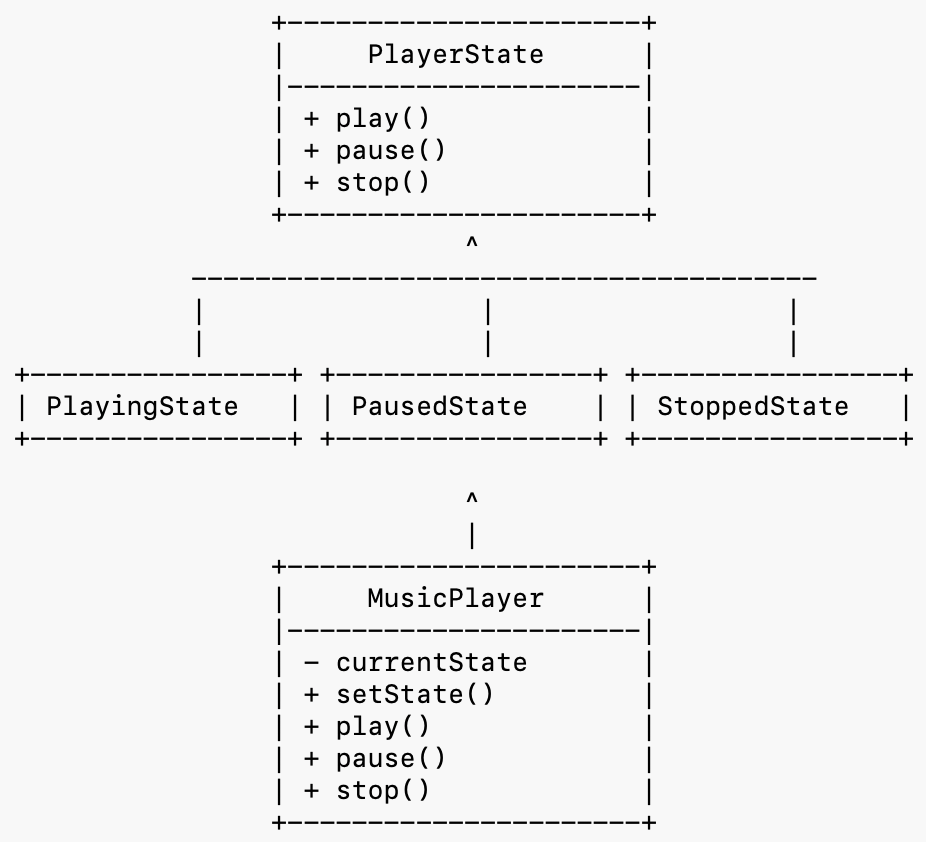 +----------------------+
|     PlayerState      |
|----------------------|
| + play()             |
| + pause()            |
| + stop()             |
+----------------------+
^
---------------------------------------
|                 |                  |
|                 |                  |
+----------------+ +----------------+ +----------------+
| PlayingState   | | PausedState    | | StoppedState   |
+----------------+ +----------------+ +----------------+
^
|
+----------------------+
|     MusicPlayer      |
|----------------------|
| - currentState       |
| + setState()         |
| + play()             |
| + pause()            |
| + stop()             |
+----------------------+